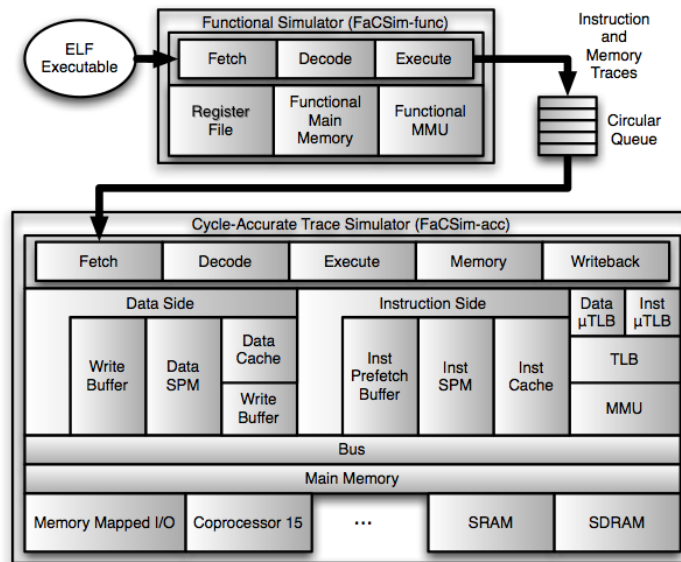 Functional Simulator (FaCSim-func)
ELF
Executable
Fetch
Decode
Execute
Register
File
Functional
Main
Memory
Functional
MMU
Instruction
and
Memory
Traces
Circular
Queue
Cycle-Accurate Trace Simulator (FaCSim-acc)
Fetch
Decode
Execute
Memory
Writeback
Data Side
Write
Buffer
Data
SPM
Data
Cache
Write
Buffer
Instruction Side
Inst
Prefetch
Buffer
Inst
SPM
Inst
Cache
Data
μTLB
Inst
μTLB
TLB
MMU
Bus
Main Memory
Memory Mapped I/O
Coprocessor 15
...
SRAM
SDRAM